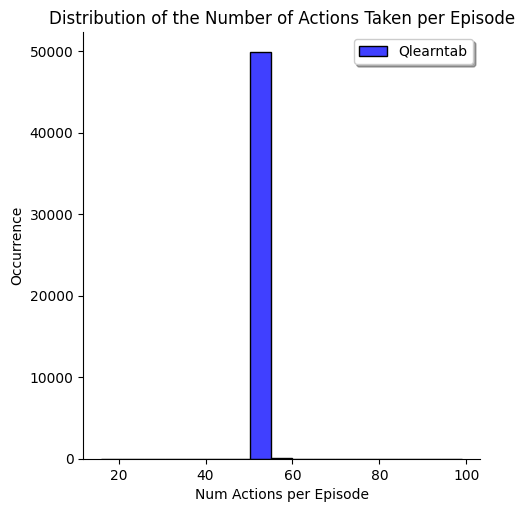 Distribution of the Number of Actions Taken per Episode
Qlearntab
50000
40000
30000
20000
10000
0
Occurrence
20 40 60 80 100
Num Actions per Episode